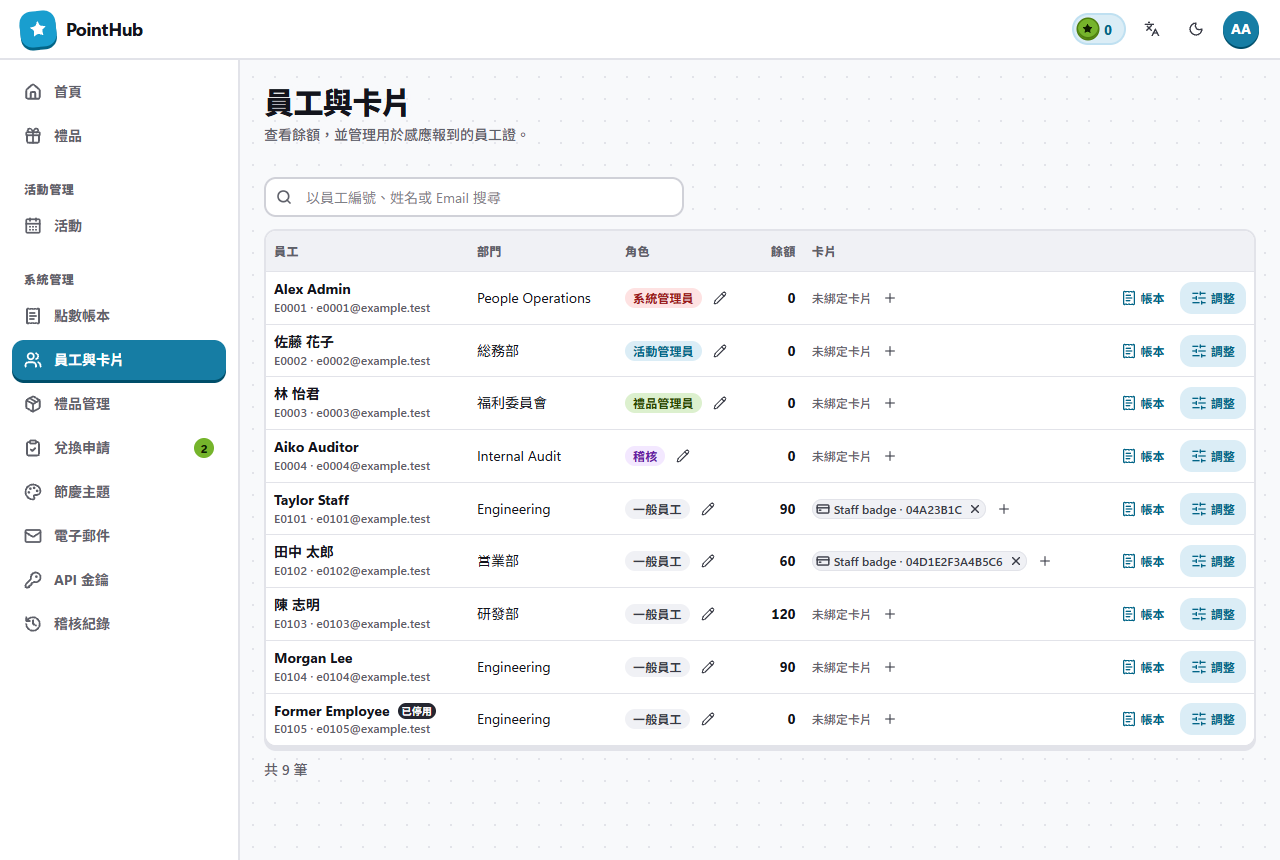 PointHub
0
AA
首頁
禮品
活動管理
活動
系統管理
點數帳本
員工與卡片
禮品管理
兌換申請 2
節慶主題
電子郵件
API 金鑰
稽核紀錄
員工與卡片
查看餘額，並管理用於感應報到的員工證。
以員工編號、姓名或 Email 搜尋
員工 部門 角色 餘額 卡片
Alex Admin
E0001 · e0001@example.test
People Operations 系統管理員 0 未綁定卡片 帳本 調整
佐藤 花子
E0002 · e0002@example.test
総務部 活動管理員 0 未綁定卡片 帳本 調整
林 怡君
E0003 · e0003@example.test
福利委員會 禮品管理員 0 未綁定卡片 帳本 調整
Aiko Auditor
E0004 · e0004@example.test
Internal Audit 稽核 0 未綁定卡片 帳本 調整
Taylor Staff
E0101 · e0101@example.test
Engineering 一般員工 90 Staff badge · 04A23B1C 帳本 調整
田中 太郎
E0102 · e0102@example.test
営業部 一般員工 60 Staff badge · 04D1E2F3A4B5C6 帳本 調整
陳 志明
E0103 · e0103@example.test
研發部 一般員工 120 未綁定卡片 帳本 調整
Morgan Lee
E0104 · e0104@example.test
Engineering 一般員工 90 未綁定卡片 帳本 調整
Former Employee 已停用
E0105 · e0105@example.test
Engineering 一般員工 0 未綁定卡片 帳本 調整
共 9 筆